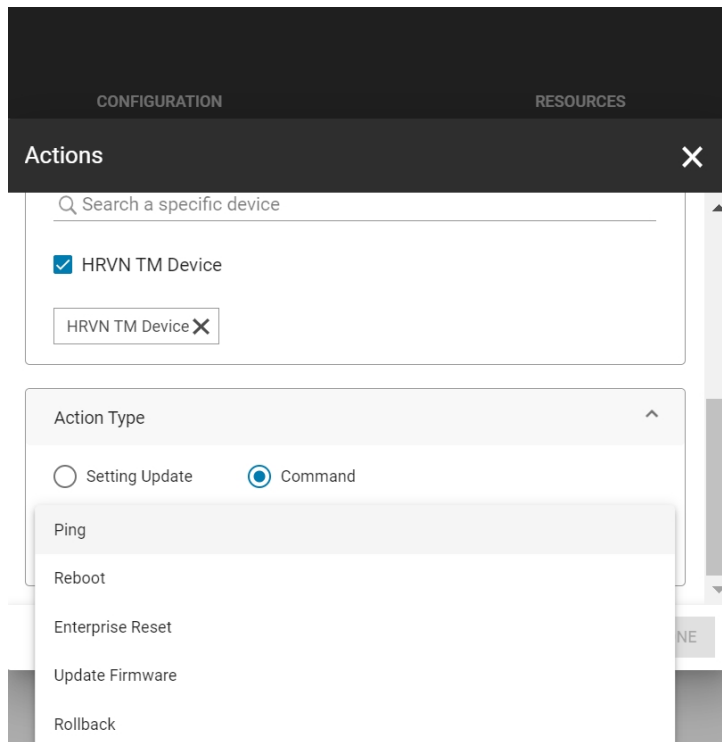 CONFIGURATION RESOURCES
Actions
Search a specific device
HRVN TM Device
HRVN TM Device
Action Type
Setting Update Command
Ping
Reboot
Enterprise Reset
NE
Update Firmware
Rollback